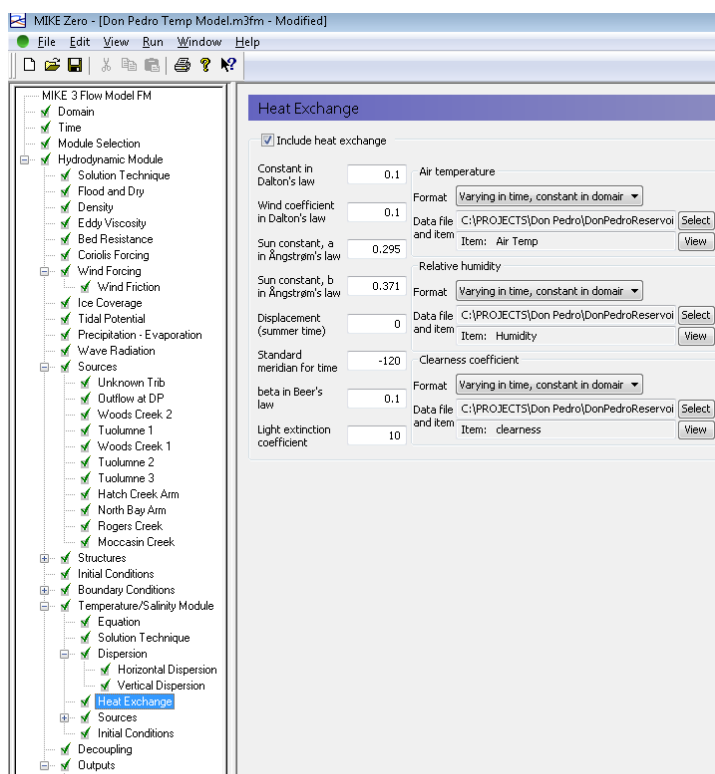 MIKE Zero - [Don Pedro Temp Model.m3fm - Modified]
File Edit View Run Window Help
MIKE 3 Flow Model FM
Domain
Time
Module Selection
Hydrodynamic Module
Solution Technique
Flood and Dry
Density
Eddy Viscosity
Bed Resistance
Coriolis Forcing
Wind Forcing
Wind Friction
Ice Coverage
Tidal Potential
Precipitation - Evaporation
Wave Radiation
Sources
Unknown Trib
Outflow at DP
Woods Creek 2
Tuolumne 1
Woods Creek 1
Tuolumne 2
Tuolumne 3
Hatch Creek Arm
North Bay Arm
Rogers Creek
Moccasin Creek
Structures
Initial Conditions
Boundary Conditions
Temperature/Salinity Module
Equation
Solution Technique
Dispersion
Horizontal Dispersion
Vertical Dispersion
Heat Exchange
Sources
Initial Conditions
Decoupling
Outputs
Heat Exchange
Include heat exchange
Constant in
Dalton's law
0.1
Wind coefficient
in Dalton's law
0.1
Sun constant, a
in Ångstrøm's law
0.295
Sun constant, b
in Ångstrøm's law
0.371
Displacement
(summer time)
0
Standard
meridian for time
-120
beta in Beer's
law
0.1
Light extinction
coefficient
10
Air temperature
Format Varying in time, constant in domair
Data file C:\PROJECTS\Don Pedro\DonPedroReservoi Select
and item Item: Air Temp View
Relative humidity
Format Varying in time, constant in domair
Data file C:\PROJECTS\Don Pedro\DonPedroReservoi Select
and item Item: Humidity View
Clearness coefficient
Format Varying in time, constant in domair
Data file C:\PROJECTS\Don Pedro\DonPedroReservoi Select
and item Item: clearness View